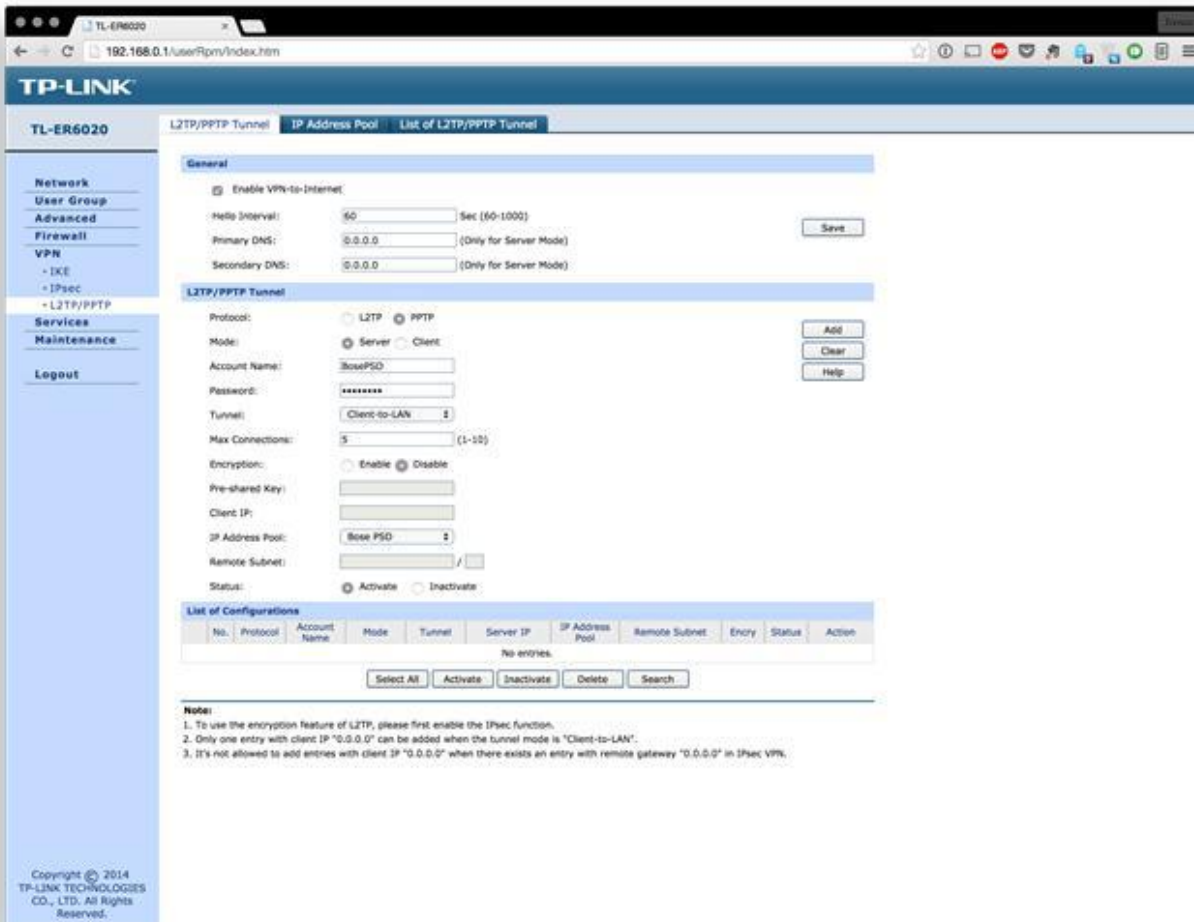 TL-ER6020
192.168.0.1/userRpm/Index.htm
TP-LINK
TL-ER6020
L2TP/PPTP Tunnel IP Address Pool List of L2TP/PPTP Tunnel
Network
User Group
Advanced
Firewall
VPN
IKE
IPsec
L2TP/PPTP
Services
Maintenance
Logout
General
Enable VPN-to-Internet
Hello Interval: 60 Sec (60-1000)
Save
Primary DNS: 0.0.0.0 (Only for Server Mode)
Secondary DNS: 0.0.0.0 (Only for Server Mode)
L2TP/PPTP Tunnel
Protocol: L2TP PPTP
Add
Mode: Server Client
Clear
Account Name: BosePSD
Help
Password: ••••••••
Tunnel: Client-to-LAN
Max Connections: 5 (1-10)
Encryption: Enable Disable
Pre-shared Key:
Client IP:
IP Address Pool: Bose PSD
Remote Subnet: /
Status: Activate Inactivate
List of Configurations
No. Protocol Account Name Mode Tunnel Server IP IP Address Pool Remote Subnet Encry Status Action
No entries.
Select All Activate Inactivate Delete Search
Note:
1. To use the encryption feature of L2TP, please first enable the IPsec function.
2. Only one entry with client IP "0.0.0.0" can be added when the tunnel mode is "Client-to-LAN".
3. It's not allowed to add entries with client IP "0.0.0.0" when there exists an entry with remote gateway "0.0.0.0" in IPsec VPN.
Copyright © 2014
TP-LINK TECHNOLOGIES
CO., LTD. All Rights
Reserved.